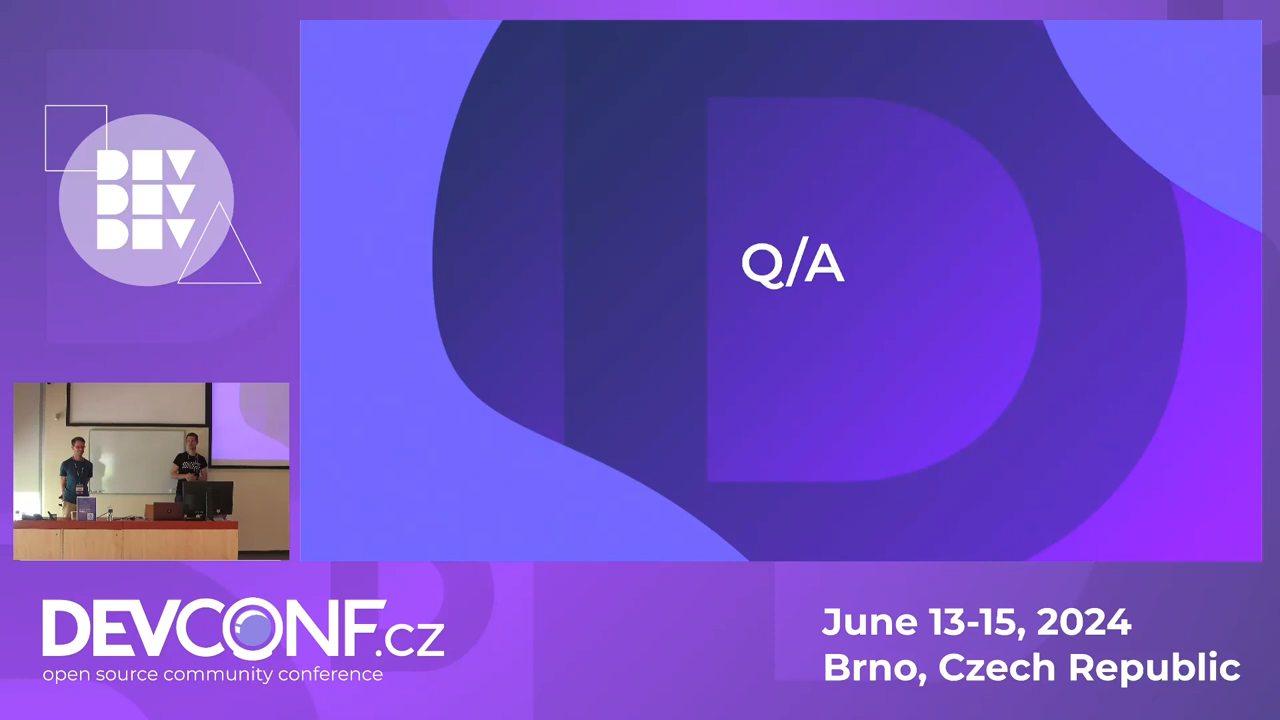 DEV
DEV
DEV
Q/A
DEVCONF.cz
open source community conference
June 13-15, 2024
Brno, Czech Republic